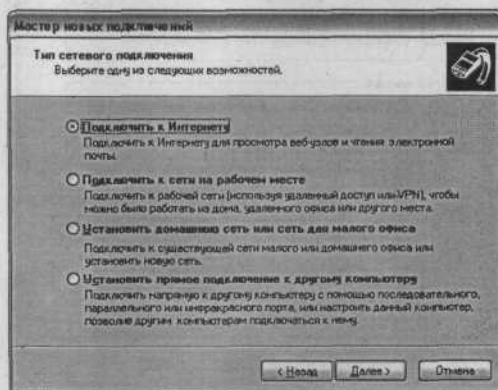 Мастер новых подключений
Тип сетевого подключения
Выберите одну из следующих возможностей.
Подключить к Интернету
Подключить к Интернету для просмотра веб-узлов и чтения электронной
почты.
Подключить к сети на рабочем месте
Подключить к рабочей сети (используя удаленный доступ или VPN), чтобы
можно было работать из дома, удаленного офиса или другого места.
Установить домашнюю сеть или сеть для малого офиса
Подключить к существующей сети малого или домашнего офиса или
установить новую сеть.
Установить прямое подключение к другому компьютеру
Подключить напрямую к другому компьютеру с помощью последовательного,
параллельного или инфракрасного порта, или настроить данный компьютер,
позволив другим компьютерам подключаться к нему.
< Назад Далее > Отмена